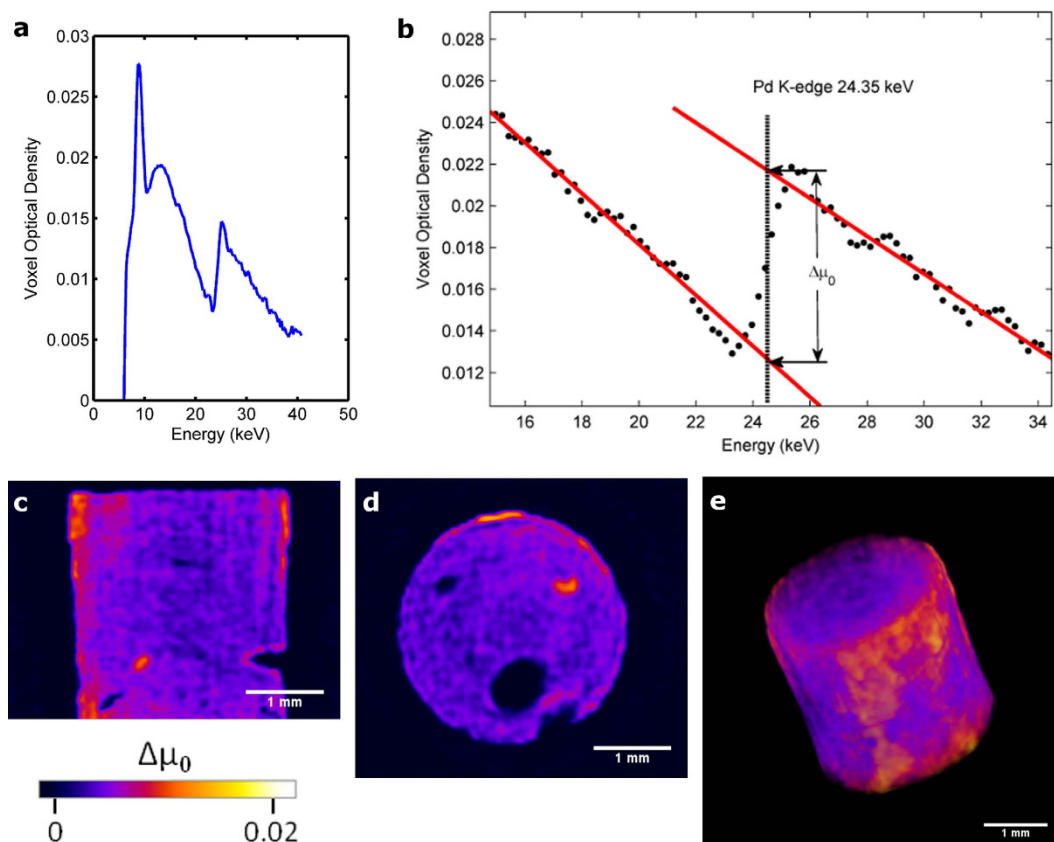 a
0.03
0.025
0.02
0.015
0.01
0.005
0
0 10 20 30 40 50
Voxel Optical Density
Energy (keV)
b
0.028
0.026
0.024
0.022
0.02
0.018
0.016
0.014
0.012
16 18 20 22 24 26 28 30 32 34
Voxel Optical Density
Energy (keV)
Pd K-edge 24.35 keV
Δμ₀
c
1 mm
d
1 mm
e
1 mm
Δμ₀
0 0.02